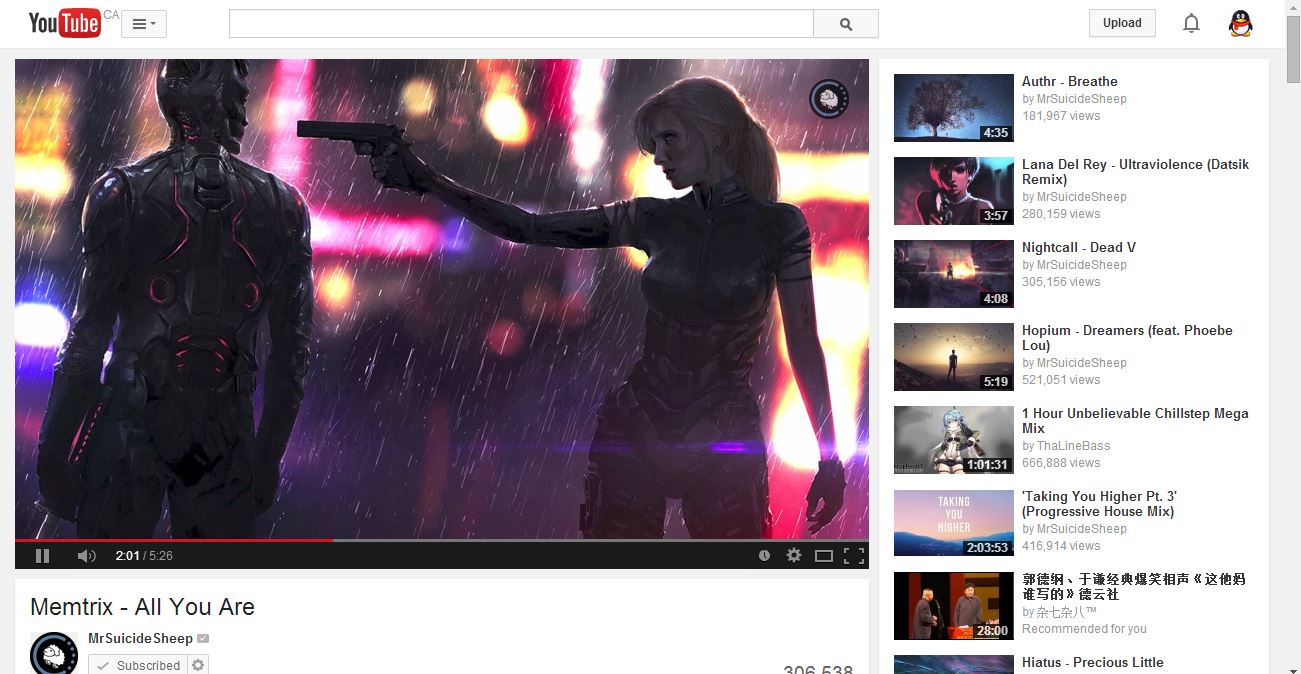 YouTube CA
Upload
2:01 / 5:26
Memtrix - All You Are
MrSuicideSheep
Subscribed
306,538
4:35
Authr - Breathe
by MrSuicideSheep
181,967 views
3:57
Lana Del Rey - Ultraviolence (Datsik
Remix)
by MrSuicideSheep
280,159 views
4:08
Nightcall - Dead V
by MrSuicideSheep
305,156 views
5:19
Hopium - Dreamers (feat. Phoebe
Lou)
by MrSuicideSheep
521,051 views
1:01:31
1 Hour Unbelievable Chillstep Mega
Mix
by ThaLineBass
666,888 views
TAKING
YOU
HIGHER
2:03:53
'Taking You Higher Pt. 3'
(Progressive House Mix)
by MrSuicideSheep
416,914 views
28:00
郭德纲、于谦经典爆笑相声《这他妈
谁写的》德云社
by 杂七杂八™
Recommended for you
Hiatus - Precious Little